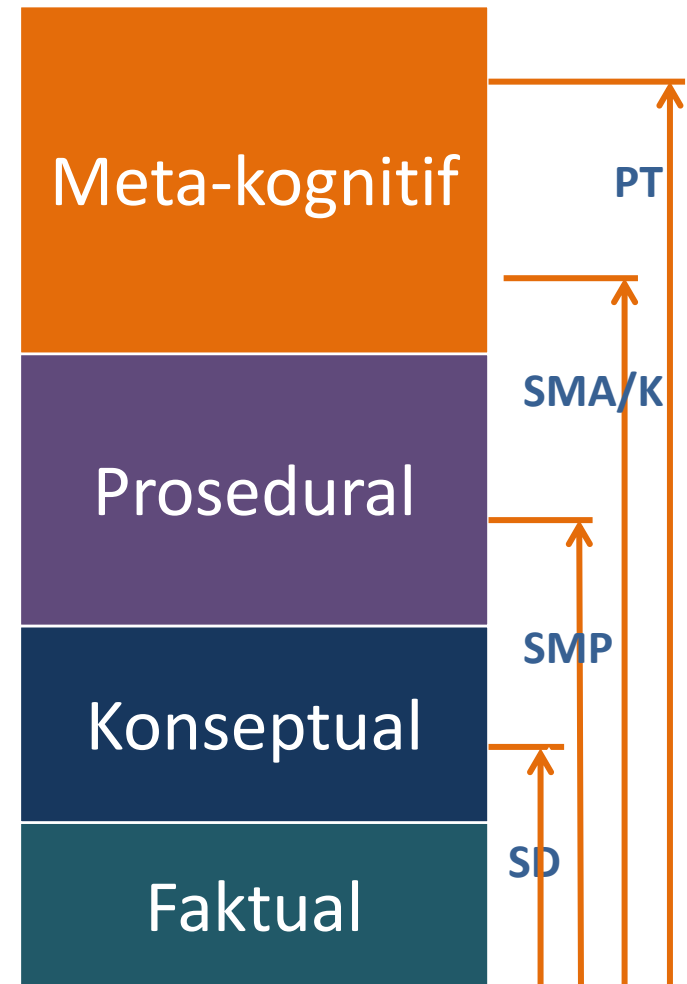 Meta-kognitif
PT
SMA/K
Prosedural
SMP
Konseptual
SD
Faktual